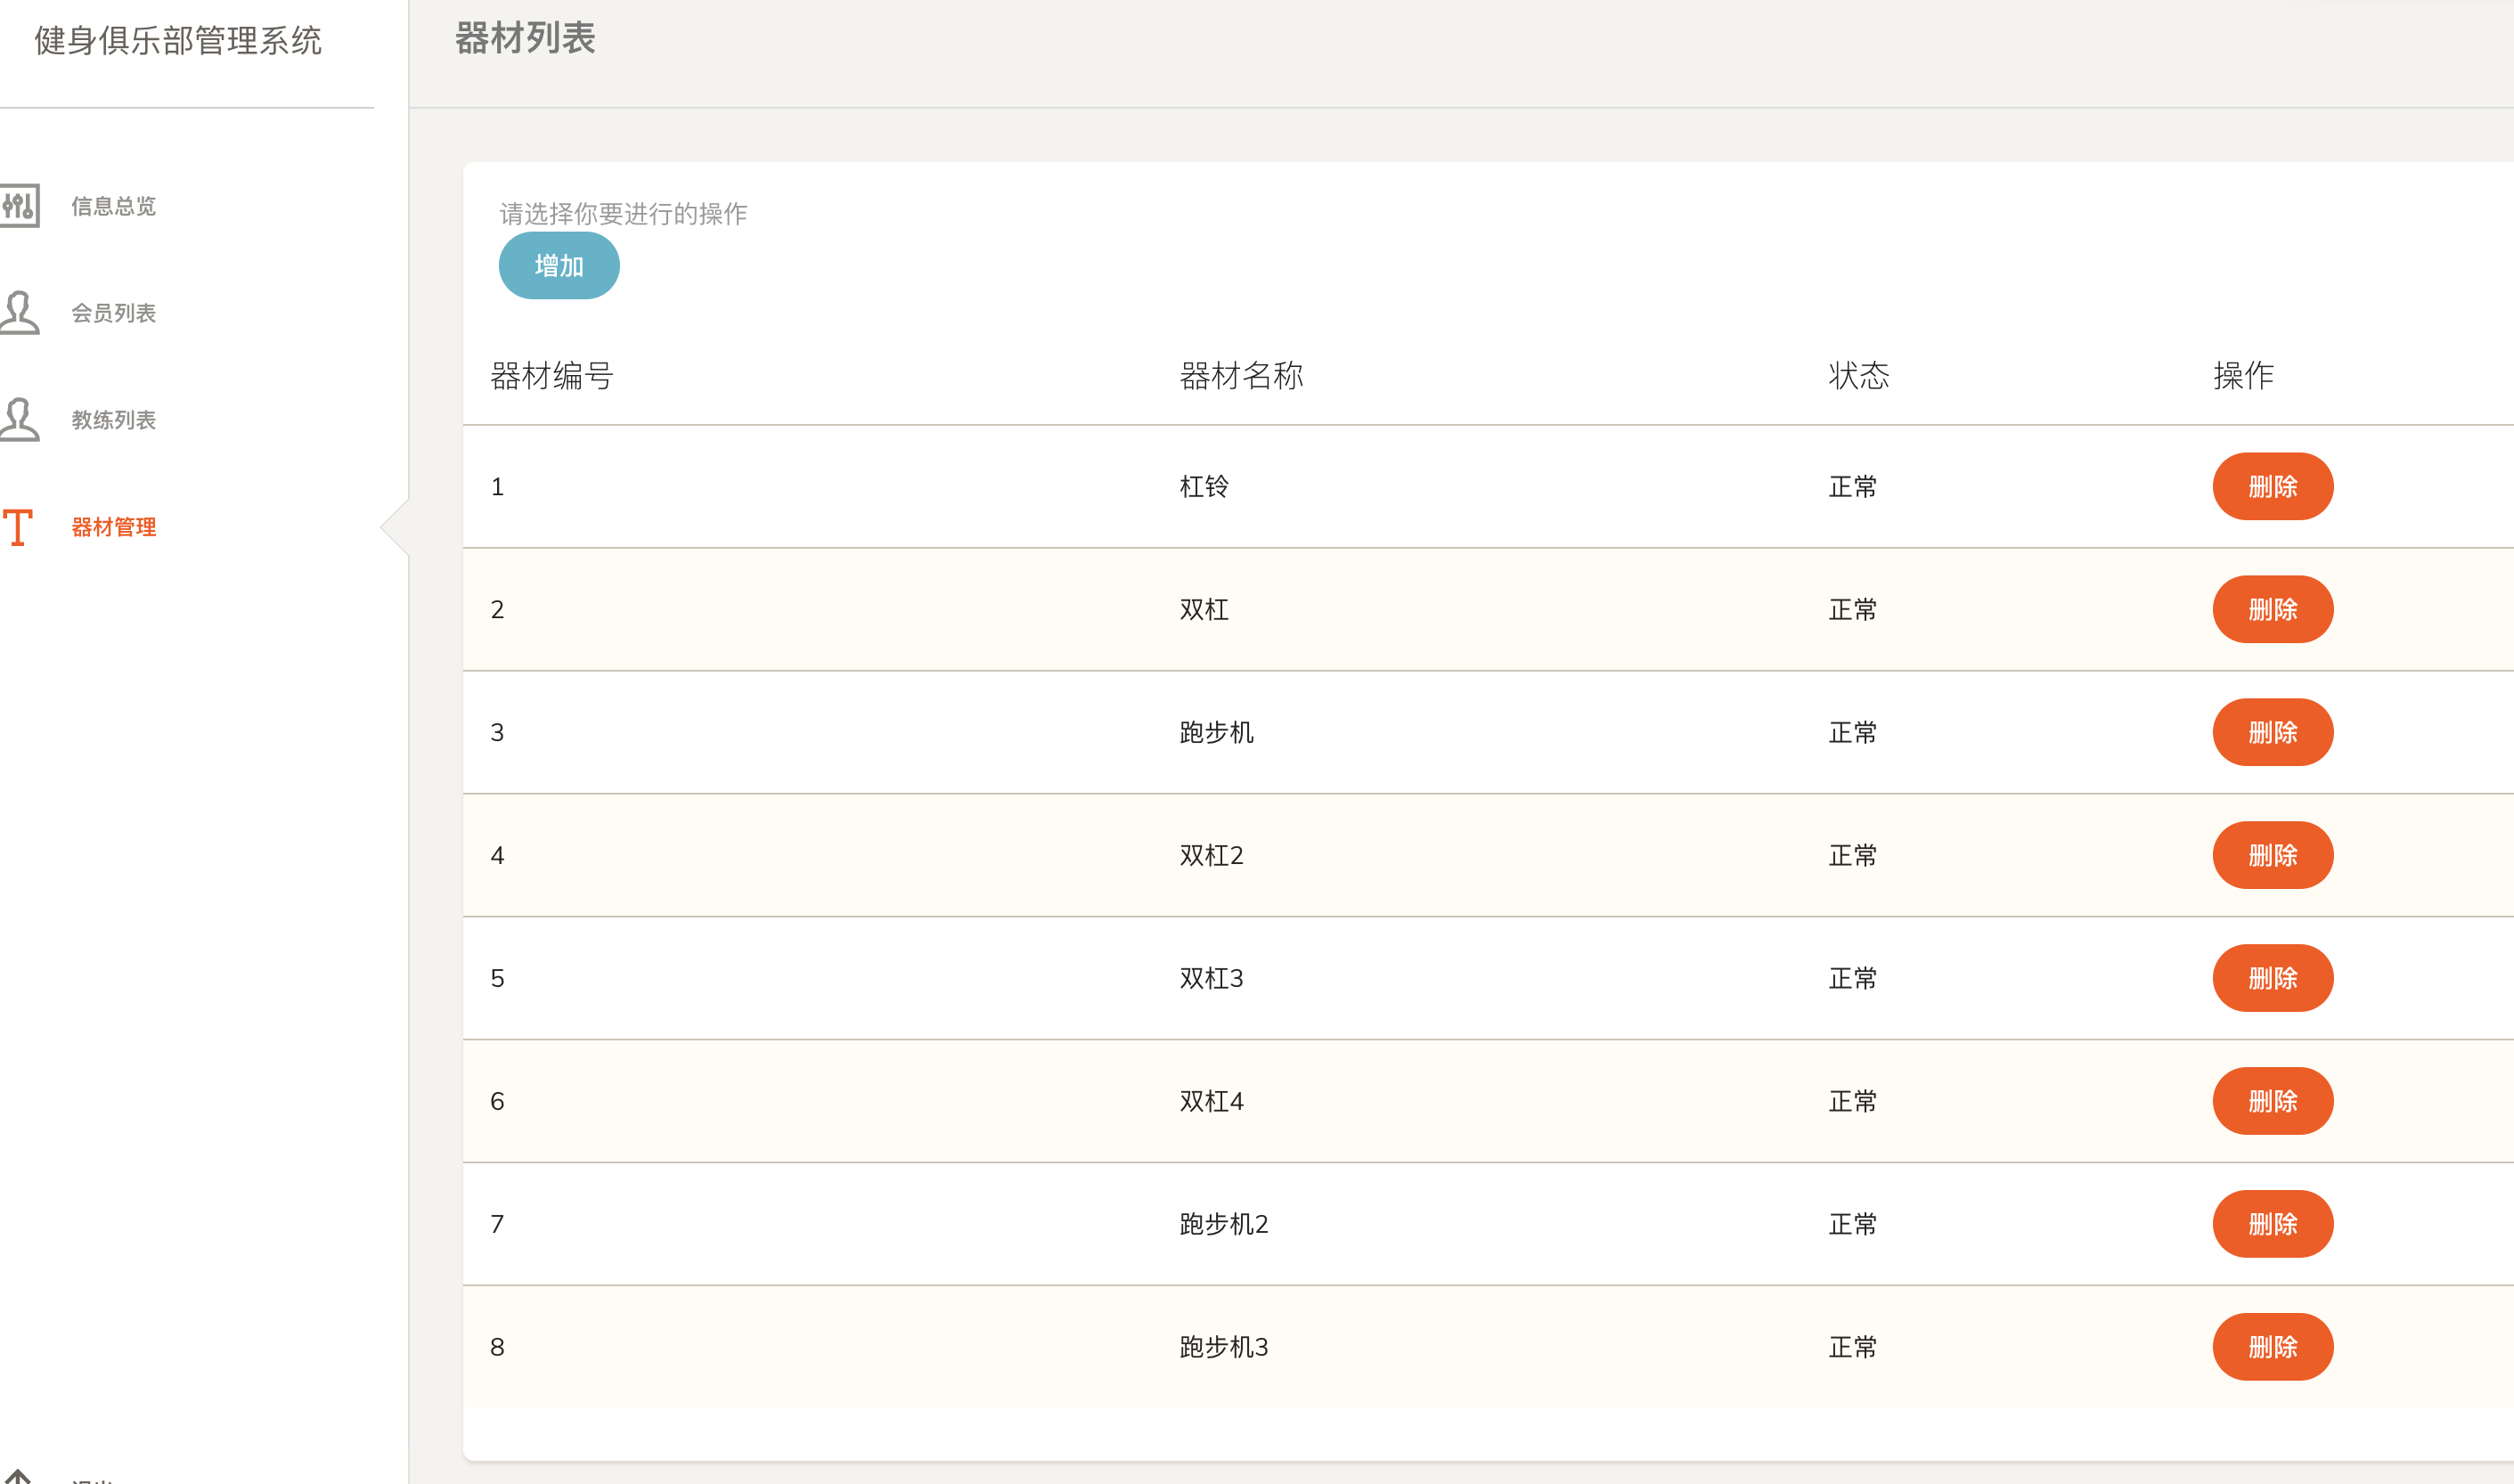 健身俱乐部管理系统
信息总览
会员列表
教练列表
器材管理
器材列表
请选择你要进行的操作
增加
器材编号 器材名称 状态 操作
1 杠铃 正常 删除
2 双杠 正常 删除
3 跑步机 正常 删除
4 双杠2 正常 删除
5 双杠3 正常 删除
6 双杠4 正常 删除
7 跑步机2 正常 删除
8 跑步机3 正常 删除